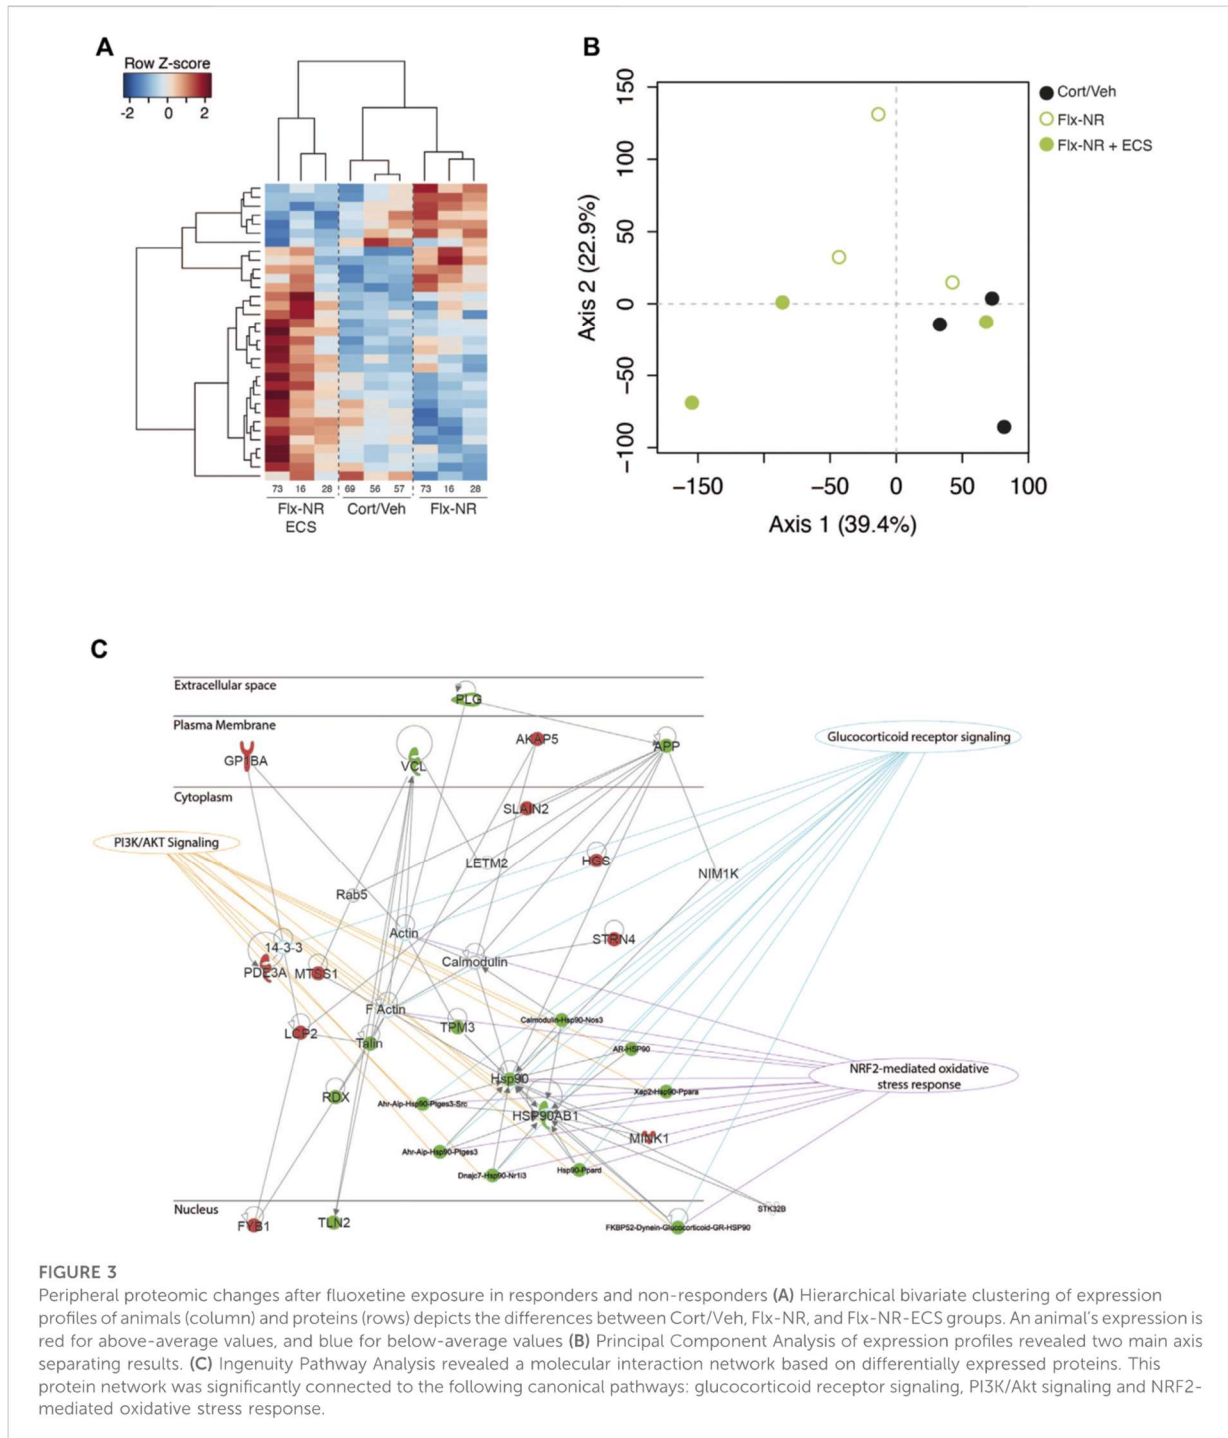 A
Row Z-score
-2 0 2
73 16 28 69 56 57 73 16 28
Flx-NR ECS
Cort/Veh
Flx-NR
B
Axis 2 (22.9%)
150
100
50
0
−50
−100
−150 −50 0 50 100
Axis 1 (39.4%)
Cort/Veh
Flx-NR
Flx-NR + ECS
C
Extracellular space
PLG
Plasma Membrane
GP1BA
VCL
AKAP5
APP
Glucocorticoid receptor signaling
Cytoplasm
SLAIN2
PI3K/AKT Signaling
LETM2
HGS
NIM1K
Rab5
Actin
14-3-3
STRN4
PDE3A
MTSS1
Calmodulin
F Actin
Calmodulin-Hsp90-Nos3
LCP2
TPM3
Talin
AR-HSP90
Hsp90
NRF2-mediated oxidative
stress response
RDX
Ahr-Aip-Hsp90-Ptges3-Src
Xap2-Hsp90-Ppara
HSP90AB1
MINK1
Ahr-Aip-Hsp90-Ptges3
Dnajc7-Hsp90-Nr1i3
Hsp90-Ppard
Nucleus
STK32B
FYB1
TLN2
FKBP52-Dynein-Glucocorticoid-GR-HSP90
FIGURE 3
Peripheral proteomic changes after fluoxetine exposure in responders and non-responders (A) Hierarchical bivariate clustering of expression
profiles of animals (column) and proteins (rows) depicts the differences between Cort/Veh, Flx-NR, and Flx-NR-ECS groups. An animal's expression is
red for above-average values, and blue for below-average values (B) Principal Component Analysis of expression profiles revealed two main axis
separating results. (C) Ingenuity Pathway Analysis revealed a molecular interaction network based on differentially expressed proteins. This
protein network was significantly connected to the following canonical pathways: glucocorticoid receptor signaling, PI3K/Akt signaling and NRF2-
mediated oxidative stress response.